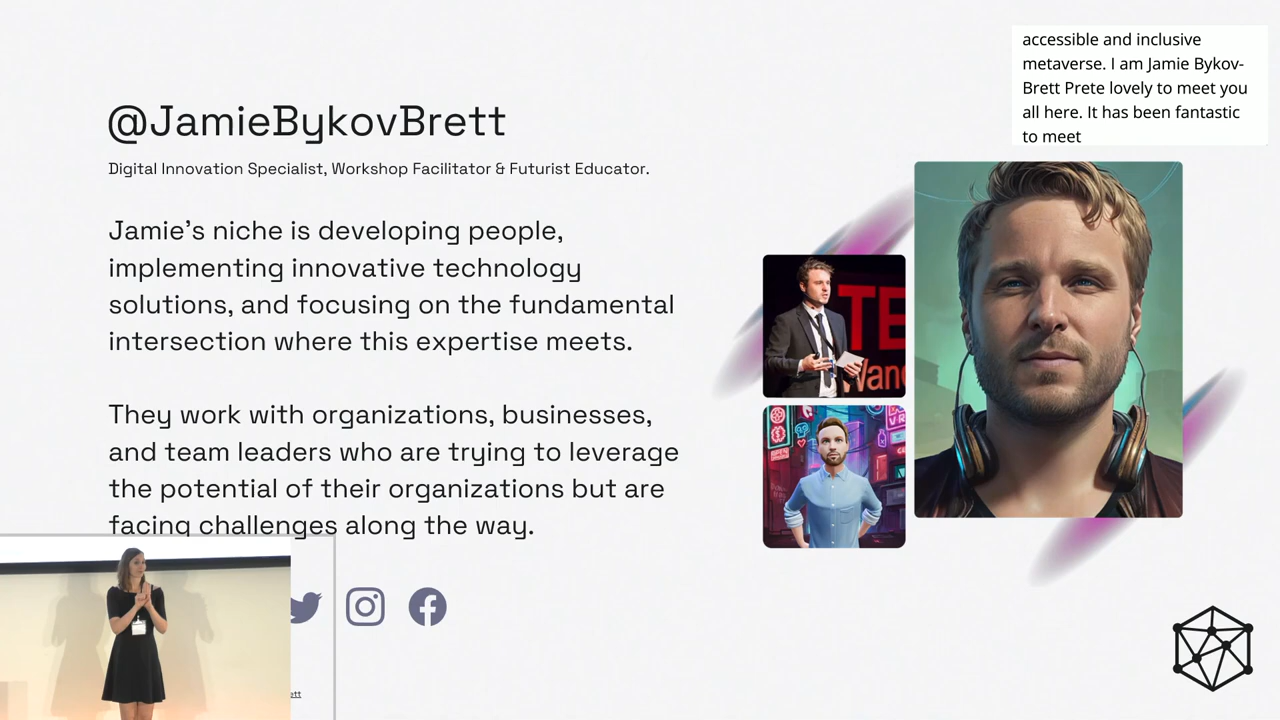 accessible and inclusive
metaverse. I am Jamie Bykov-
Brett Prete lovely to meet you
all here. It has been fantastic
to meet
@JamieBykovBrett
Digital Innovation Specialist, Workshop Facilitator & Futurist Educator.
Jamie's niche is developing people,
implementing innovative technology
solutions, and focusing on the fundamental
intersection where this expertise meets.
They work with organizations, businesses,
and team leaders who are trying to leverage
the potential of their organizations but are
facing challenges along the way.
TE
ett